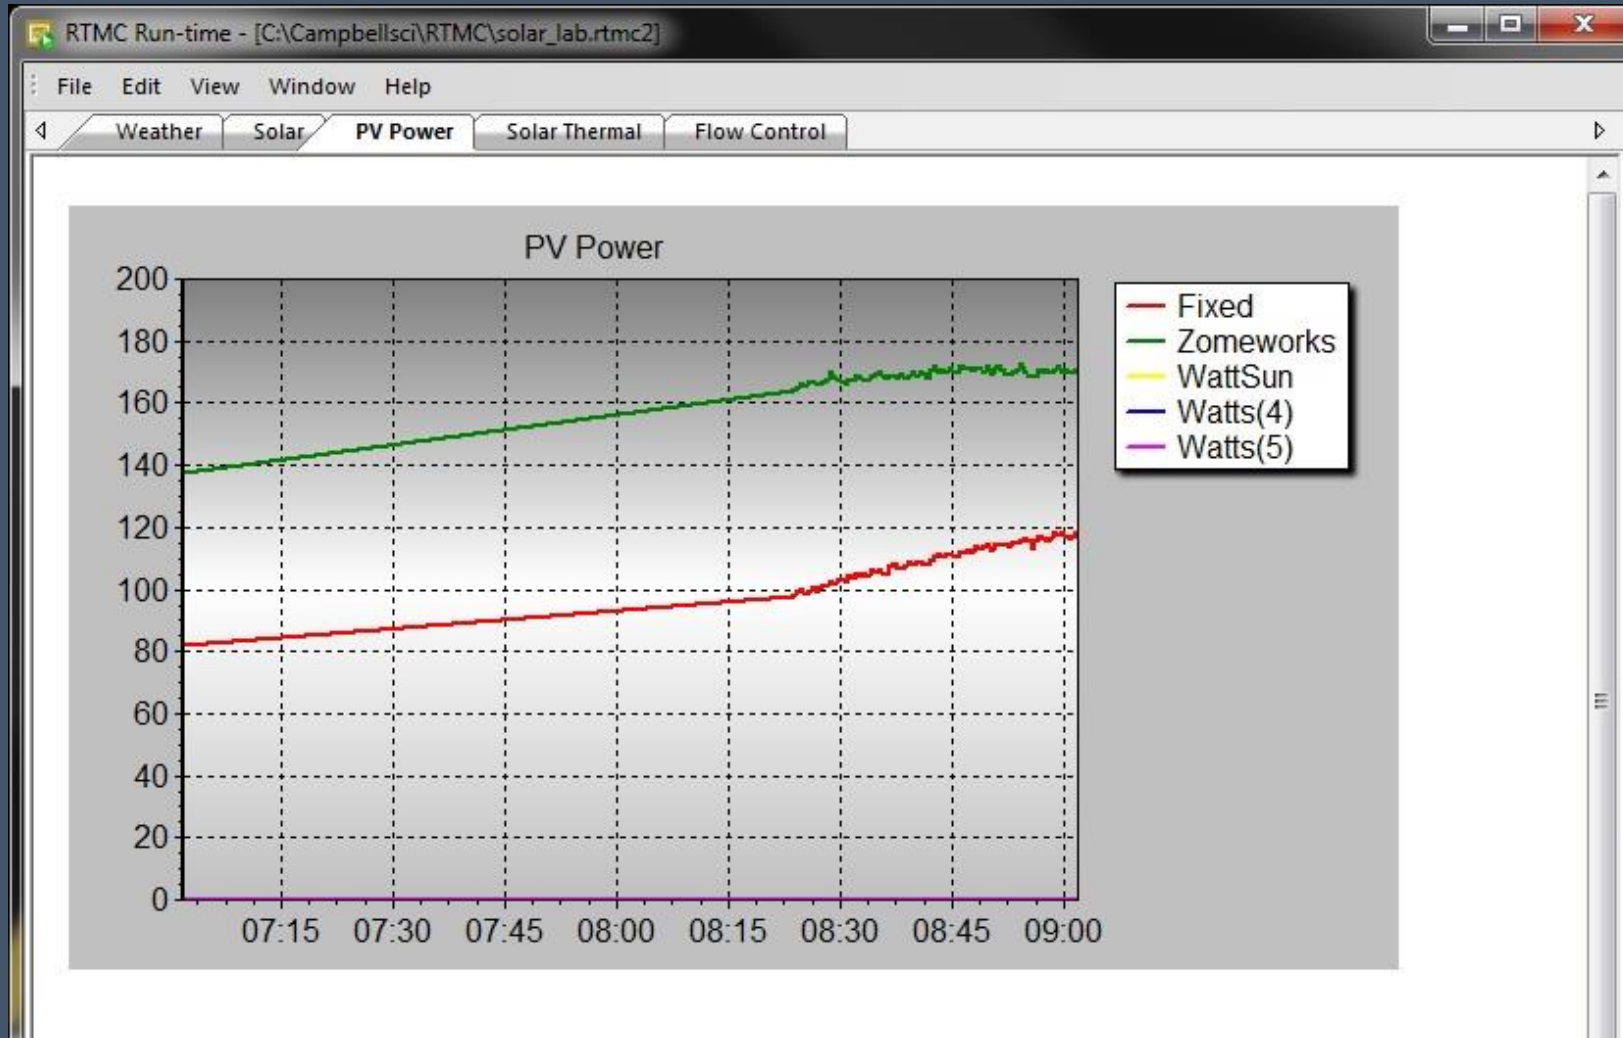 RTMC Run-time - [C:\Campbellsci\RTMC\solar_lab.rtmc2]
File Edit View Window Help
Weather Solar PV Power Solar Thermal Flow Control
PV Power
200
180
160
140
120
100
80
60
40
20
0
07:15 07:30 07:45 08:00 08:15 08:30 08:45 09:00
Fixed
Zomeworks
WattSun
Watts(4)
Watts(5)